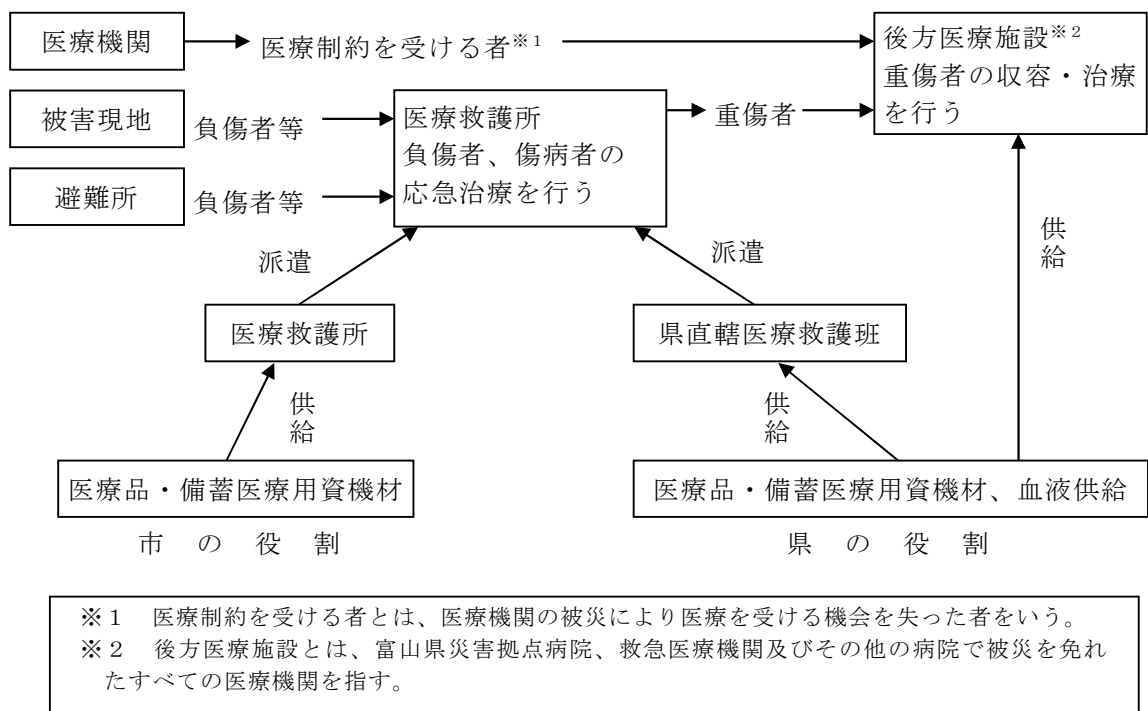 医療機関
医療制約を受ける者※1
後方医療施設※2
重傷者の収容・治療
を行う
被害現地
負傷者等
医療救護所
負傷者、傷病者の
応急治療を行う
重傷者
避難所
負傷者等
派遣
派遣
供給
医療救護所
県直轄医療救護班
供給
供給
医療品・備蓄医療用資機材
医療品・備蓄医療用資機材、血液供給
市の役割
県の役割
※1 医療制約を受ける者とは、医療機関の被災により医療を受ける機会を失った者をいう。
※2 後方医療施設とは、富山県災害拠点病院、救急医療機関及びその他の病院で被災を免れ
たすべての医療機関を指す。